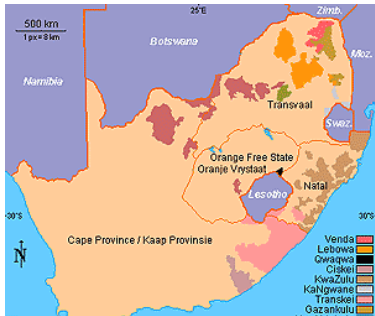 500 km
1 px = 8 km
25°E
Zimb.
Botswana
Moz.
Namibia
Transvaal
Swaz.
Orange Free State
Oranje Vrystaat
Lesotho
Natal
30°S
30°S
Cape Province / Kaap Provinsie
N
Venda
Lebowa
Qwaqwa
Ciskei
KwaZulu
KaNgwane
Transkei
Gazankulu